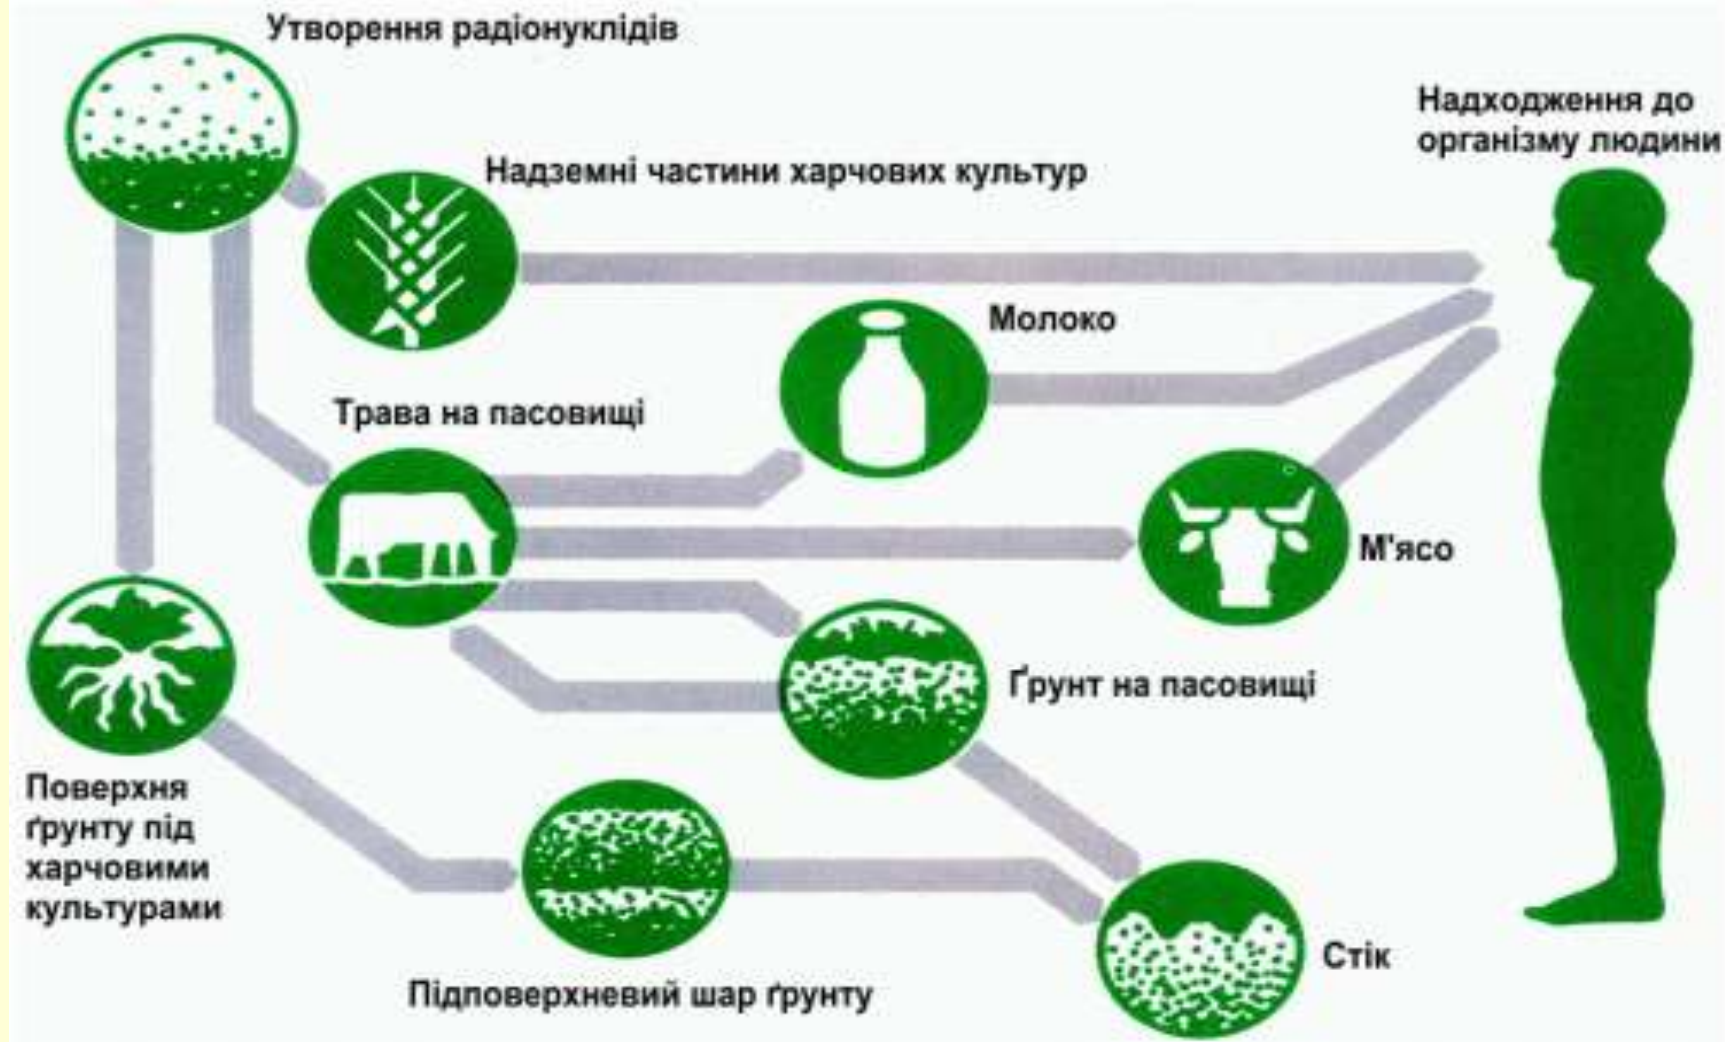 Утворення радіонуклідів
Надходження до
організму людини
Надземні частини харчових культур
Молоко
Трава на пасовищі
М'ясо
Ґрунт на пасовищі
Поверхня
ґрунту під
харчовими
культурами
Стік
Підповерхневий шар ґрунту